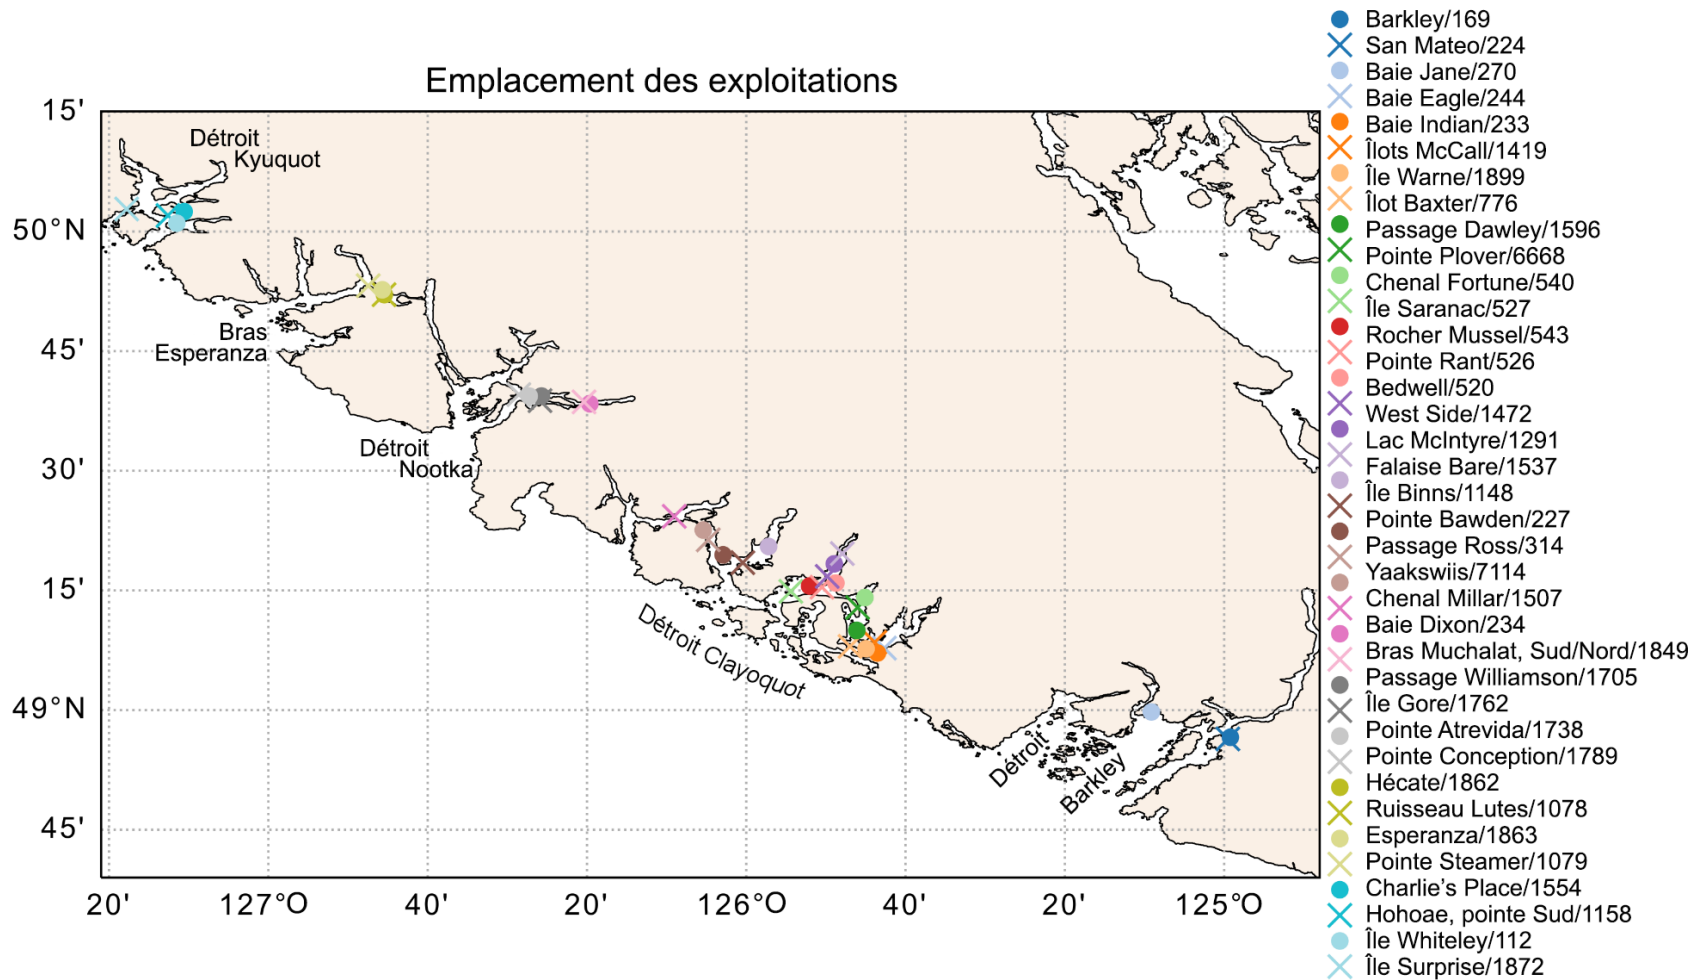 Emplacement des exploitations
15'
50°N
45'
30'
15'
49°N
45'
20'
127°O
40'
20'
126°O
40'
20'
125°O
Détroit
Kyuquot
Bras
Esperanza
Détroit
Nootka
Détroit Clayoquot
Détroit
Barkley
Barkley/169
San Mateo/224
Baie Jane/270
Baie Eagle/244
Baie Indian/233
Îlots McCall/1419
Île Warne/1899
Îlot Baxter/776
Passage Dawley/1596
Pointe Plover/6668
Chenal Fortune/540
Île Saranac/527
Rocher Mussel/543
Pointe Rant/526
Bedwell/520
West Side/1472
Lac McIntyre/1291
Falaise Bare/1537
Île Binns/1148
Pointe Bawden/227
Passage Ross/314
Yaakswiis/7114
Chenal Millar/1507
Baie Dixon/234
Bras Muchalat, Sud/Nord/1849
Passage Williamson/1705
Île Gore/1762
Pointe Atrevida/1738
Pointe Conception/1789
Hécate/1862
Ruisseau Lutes/1078
Esperanza/1863
Pointe Steamer/1079
Charlie’s Place/1554
Hohoae, pointe Sud/1158
Île Whiteley/112
Île Surprise/1872